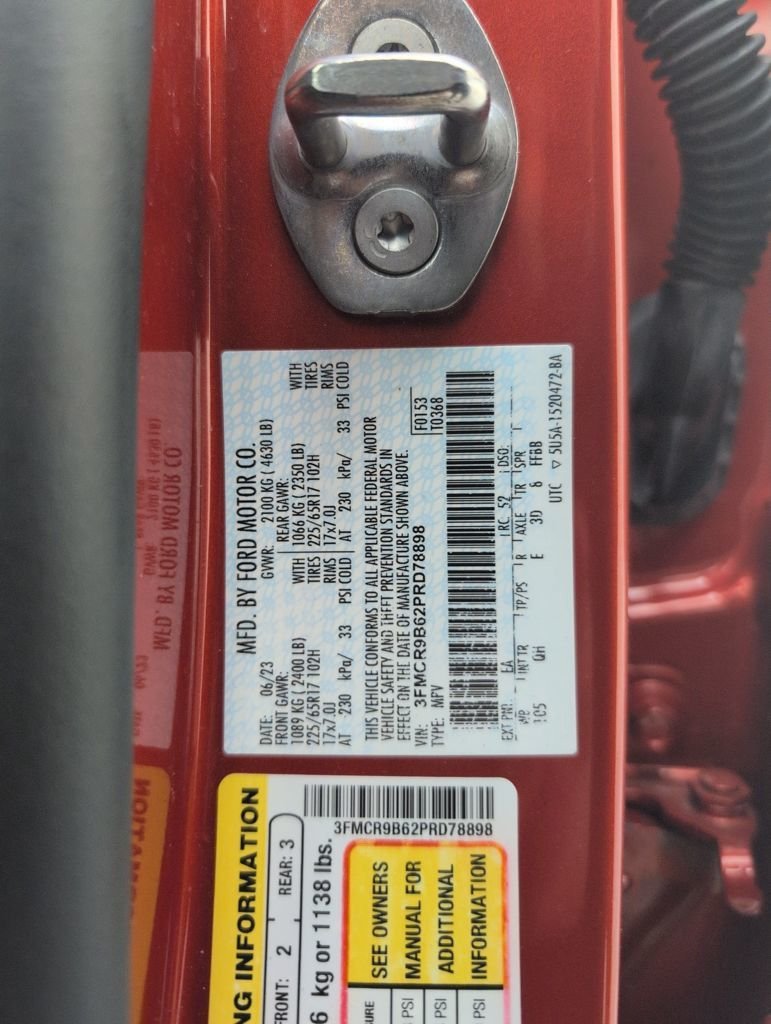 MFD. BY FORD MOTOR CO.
DATE: 06/23 GVWR: 2100 KG ( 4630 LB)
FRONT GAWR: REAR GAWR:
1089 KG ( 2400 LB) WITH 1066 KG ( 2350 LB) WITH
225/65R17 102H TIRES 225/65R17 102H TIRES
17x7.0J RIMS 17x7.0J RIMS
AT 230 kPa/ 33 PSI COLD AT 230 kPa/ 33 PSI COLD
THIS VEHICLE CONFORMS TO ALL APPLICABLE FEDERAL MOTOR
VEHICLE SAFETY AND THEFT PREVENTION STANDARDS IN
EFFECT ON THE DATE OF MANUFACTURE SHOWN ABOVE.
VIN: 3FMCR9B62PRD78898
TYPE: MPV
F0153
T0368
EXT PNT: EA RC: 52 DSO:
WB INT TR TP/PS R AXLE TR SPR
105 QH E 3D 8 FFBB
UTC ▽ 5U5A-1520472-BA
NG INFORMATION
FRONT: 2 REAR: 3
6 kg or 1138 lbs.
3FMCR9B62PRD78898
SEE OWNERS
MANUAL FOR
ADDITIONAL
INFORMATION
PSI
PSI
PSI